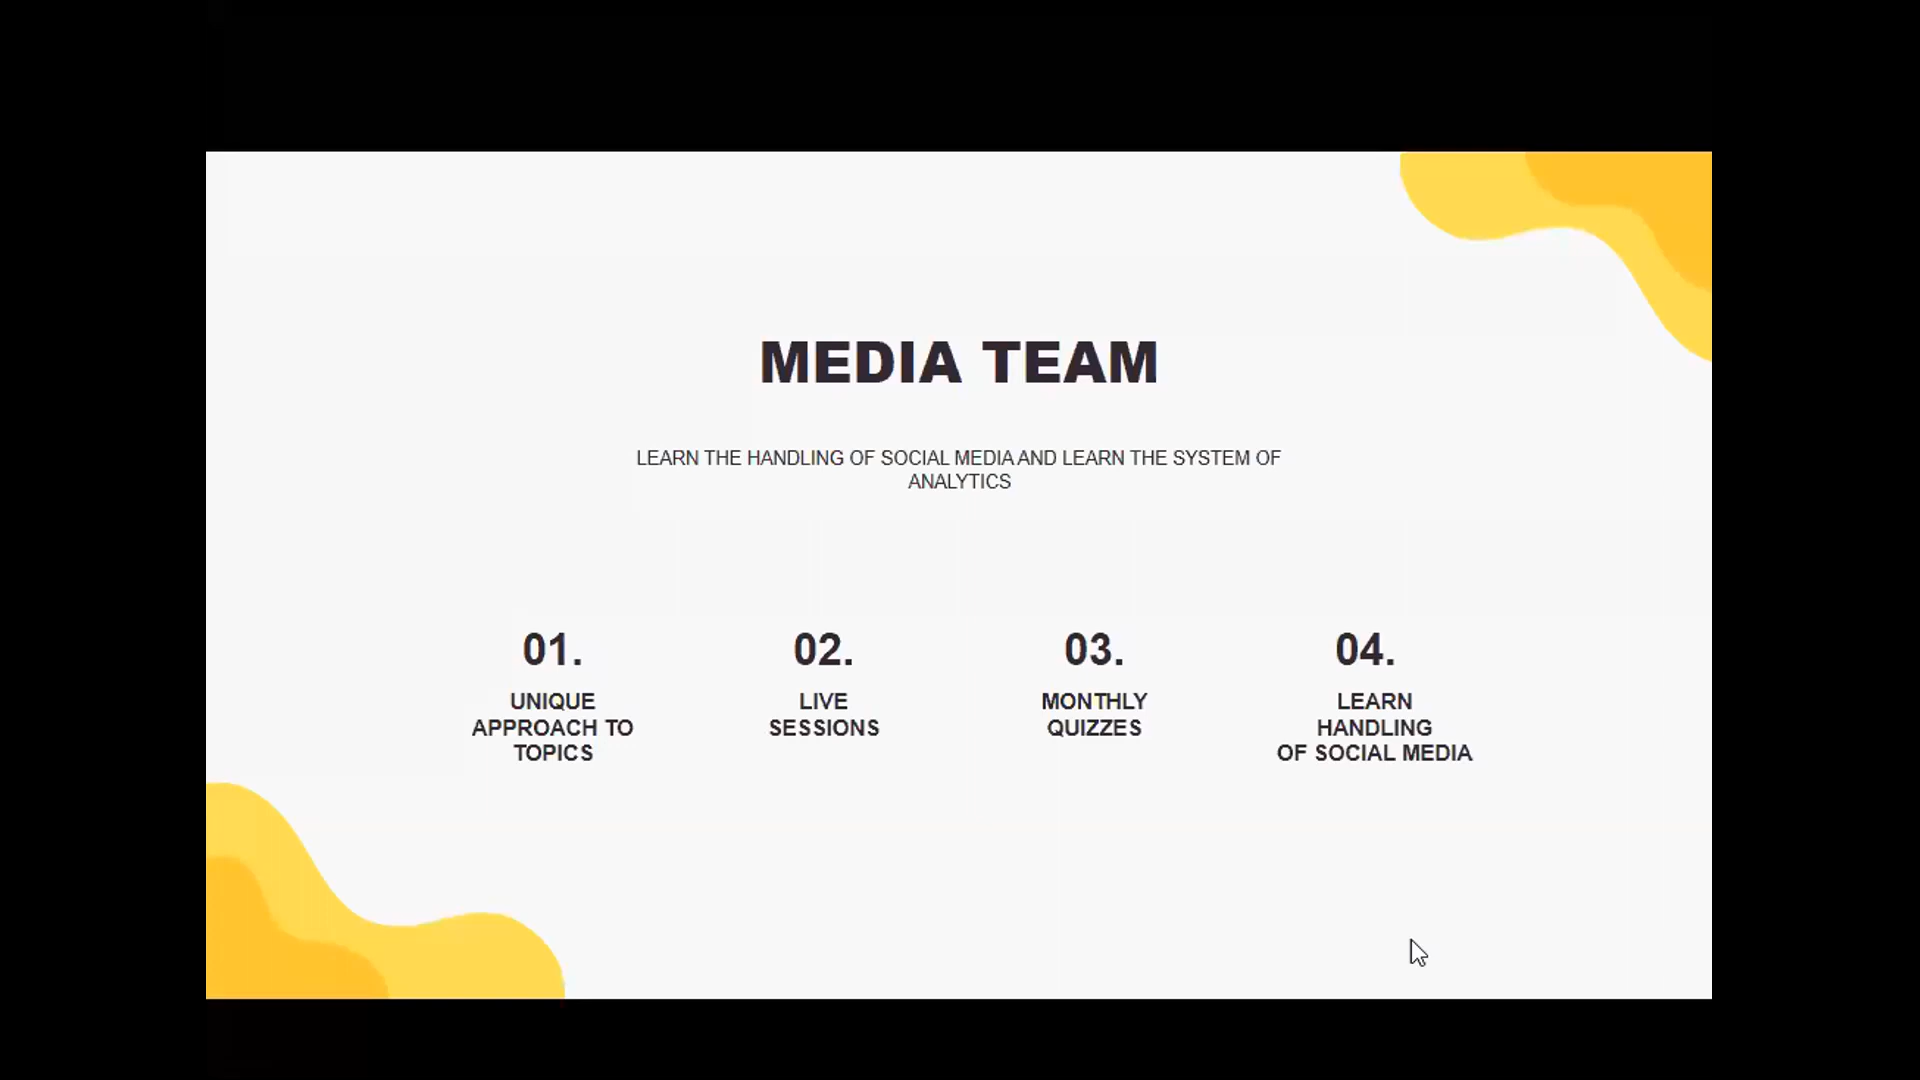 MEDIA TEAM
LEARN THE HANDLING OF SOCIAL MEDIA AND LEARN THE SYSTEM OF
ANALYTICS
01.
UNIQUE
APPROACH TO
TOPICS
02.
LIVE
SESSIONS
03.
MONTHLY
QUIZZES
04.
LEARN
HANDLING
OF SOCIAL MEDIA